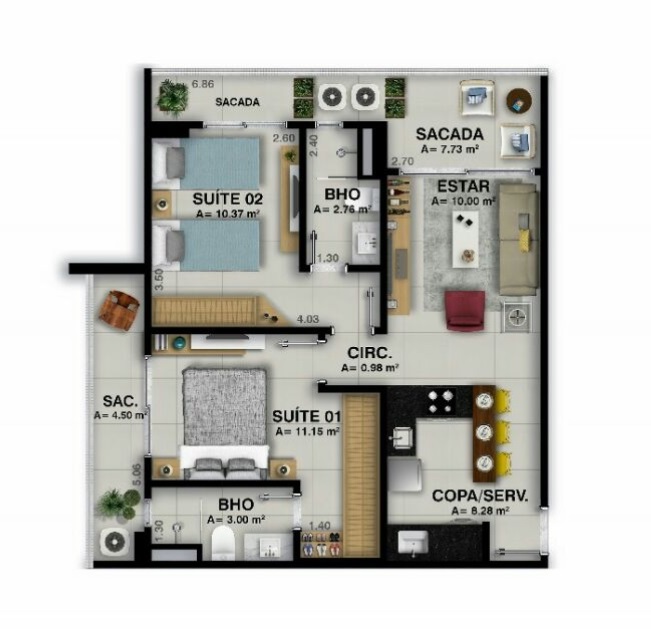 6.86
SACADA
SACADA
A= 7.73 m²
2.60
2.40
2.70
SUÍTE 02
A= 10.37 m²
BHO
A= 2.76 m²
ESTAR
A= 10.00 m²
1.30
3.50
4.03
CIRC.
A= 0.98 m²
SAC.
A= 4.50 m²
SUÍTE 01
A= 11.15 m²
5.06
BHO
A= 3.00 m²
1.30
1.40
COPA/SERV.
A= 8.28 m²